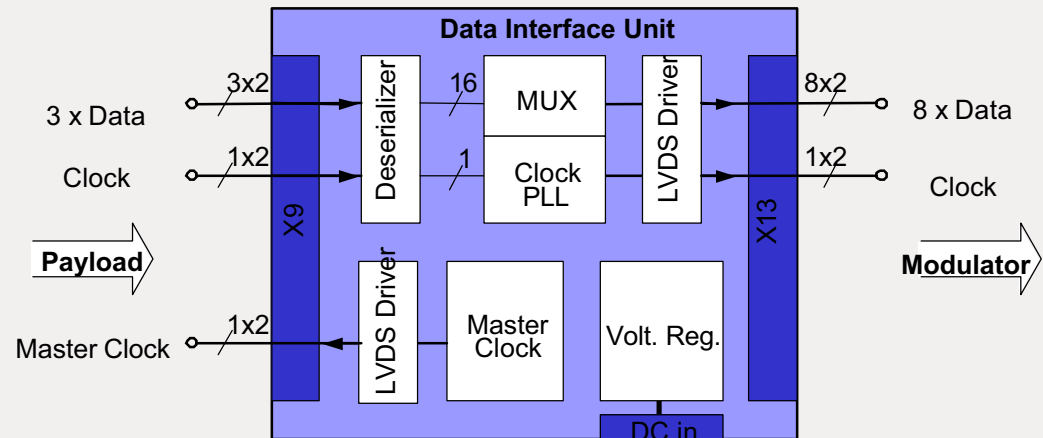 Data Interface Unit
3x2
16
8x2
3 x Data
Deserializer
MUX
LVDS Driver
8 x Data
1x2
1
1x2
Clock
Clock
PLL
Clock
X9
X13
Payload
Modulator
1x2
Master Clock
LVDS Driver
Master
Clock
Volt. Reg.
DC in